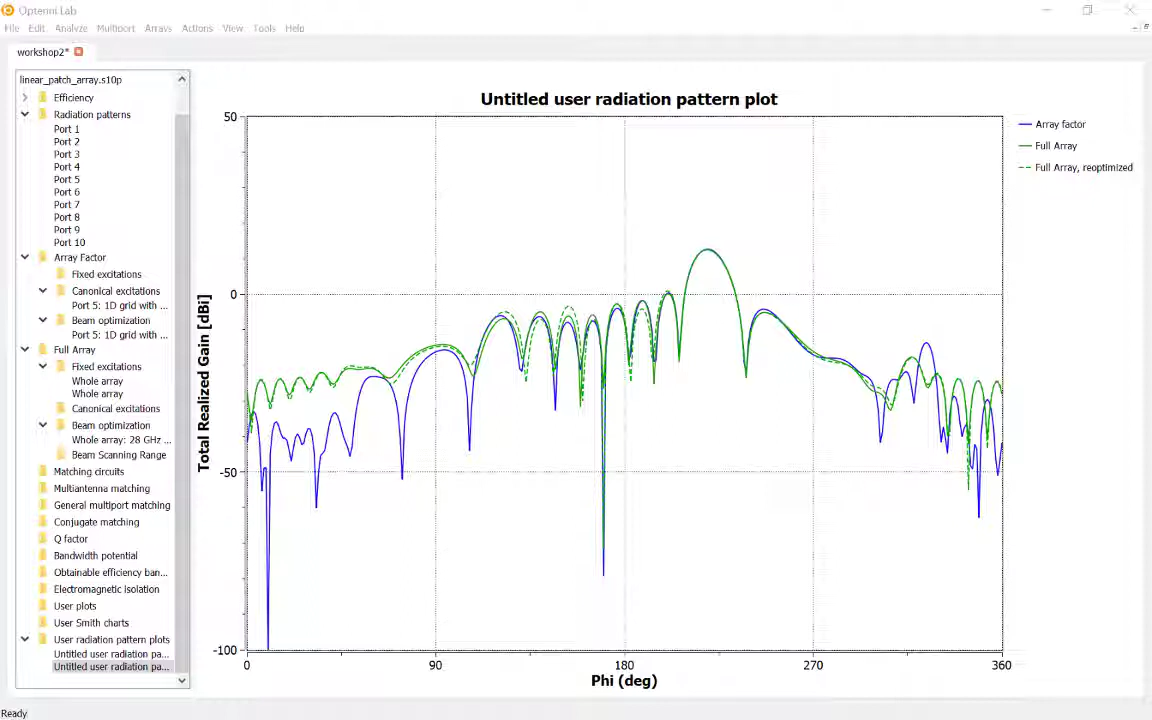 Optenni Lab
File Edit Analyze Multiport Arrays Actions View Tools Help
workshop2*
linear_patch_array.s10p
Efficiency
Radiation patterns
Port 1
Port 2
Port 3
Port 4
Port 5
Port 6
Port 7
Port 8
Port 9
Port 10
Array Factor
Fixed excitations
Canonical excitations
Port 5: 1D grid with ...
Beam optimization
Port 5: 1D grid with ...
Full Array
Fixed excitations
Whole array
Whole array
Canonical excitations
Beam optimization
Whole array: 28 GHz ...
Beam Scanning Range
Matching circuits
Multiantenna matching
General multiport matching
Conjugate matching
Q factor
Bandwidth potential
Obtainable efficiency ban...
Electromagnetic isolation
User plots
User Smith charts
User radiation pattern plots
Untitled user radiation pa...
Untitled user radiation pa...
Ready
Untitled user radiation pattern plot
Total Realized Gain [dBi]
50
0
-50
-100
0 90 180 270 360
Phi (deg)
Array factor
Full Array
Full Array, reoptimized